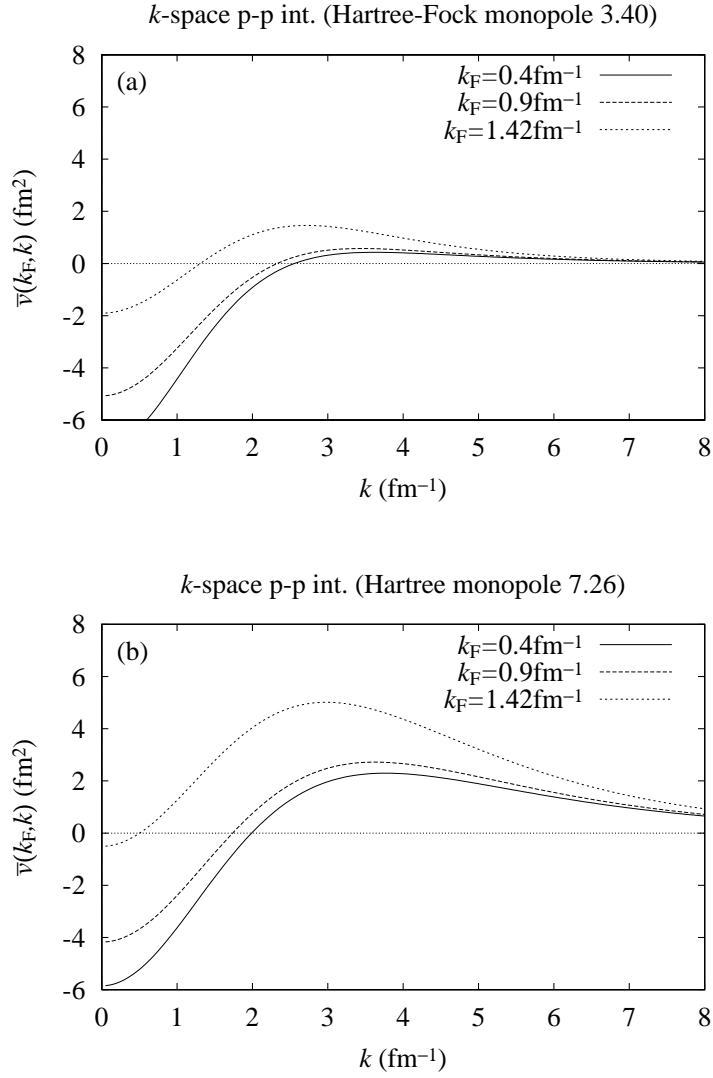 k-space p-p int. (Hartree-Fock monopole 3.40)
(a)
kF=0.4fm−1
kF=0.9fm−1
kF=1.42fm−1
8
6
4
2
0
-2
-4
-6
v̅(kF,k) (fm2)
0 1 2 3 4 5 6 7 8
k (fm−1)
k-space p-p int. (Hartree monopole 7.26)
(b)
kF=0.4fm−1
kF=0.9fm−1
kF=1.42fm−1
8
6
4
2
0
-2
-4
-6
v̅(kF,k) (fm2)
0 1 2 3 4 5 6 7 8
k (fm−1)